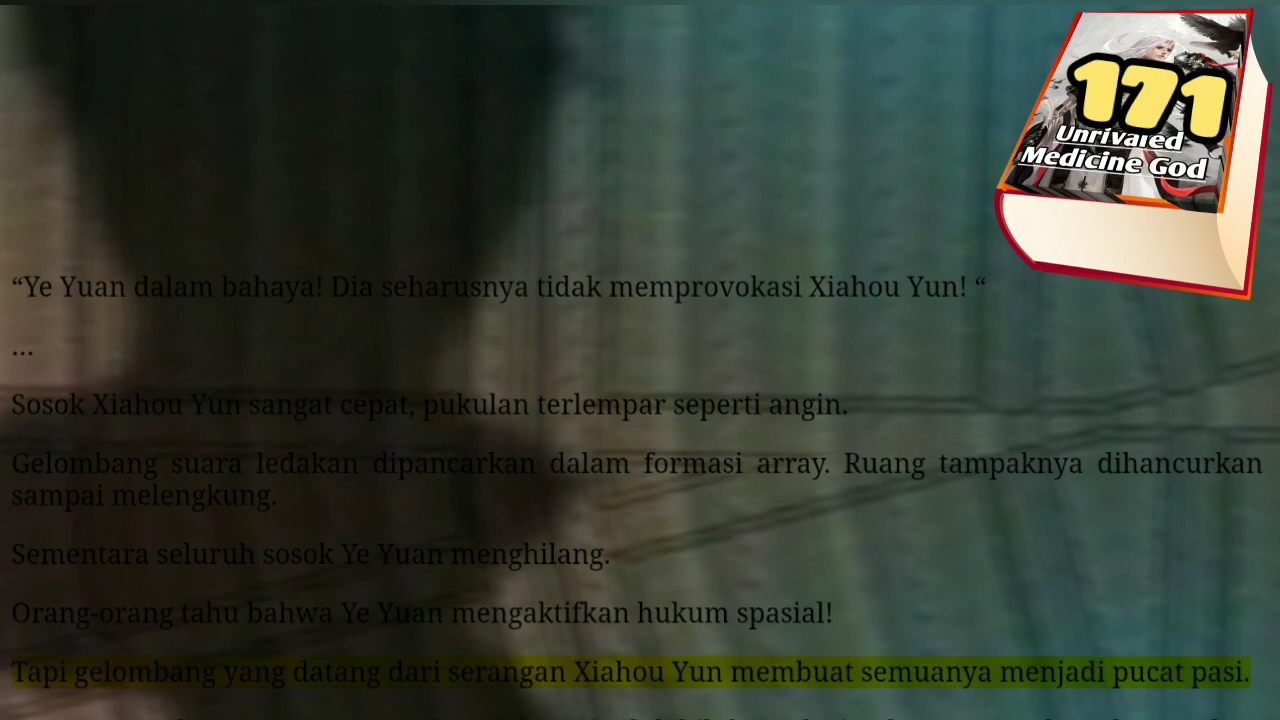 171
Unrivaled
Medicine God
“Ye Yuan dalam bahaya! Dia seharusnya tidak memprovokasi Xiahou Yun! “
...
Sosok Xiahou Yun sangat cepat, pukulan terlempar seperti angin.
Gelombang suara ledakan dipancarkan dalam formasi array. Ruang tampaknya dihancurkan
sampai melengkung.
Sementara seluruh sosok Ye Yuan menghilang.
Orang-orang tahu bahwa Ye Yuan mengaktifkan hukum spasial!
Tapi gelombang yang datang dari serangan Xiahou Yun membuat semuanya menjadi pucat pasi.